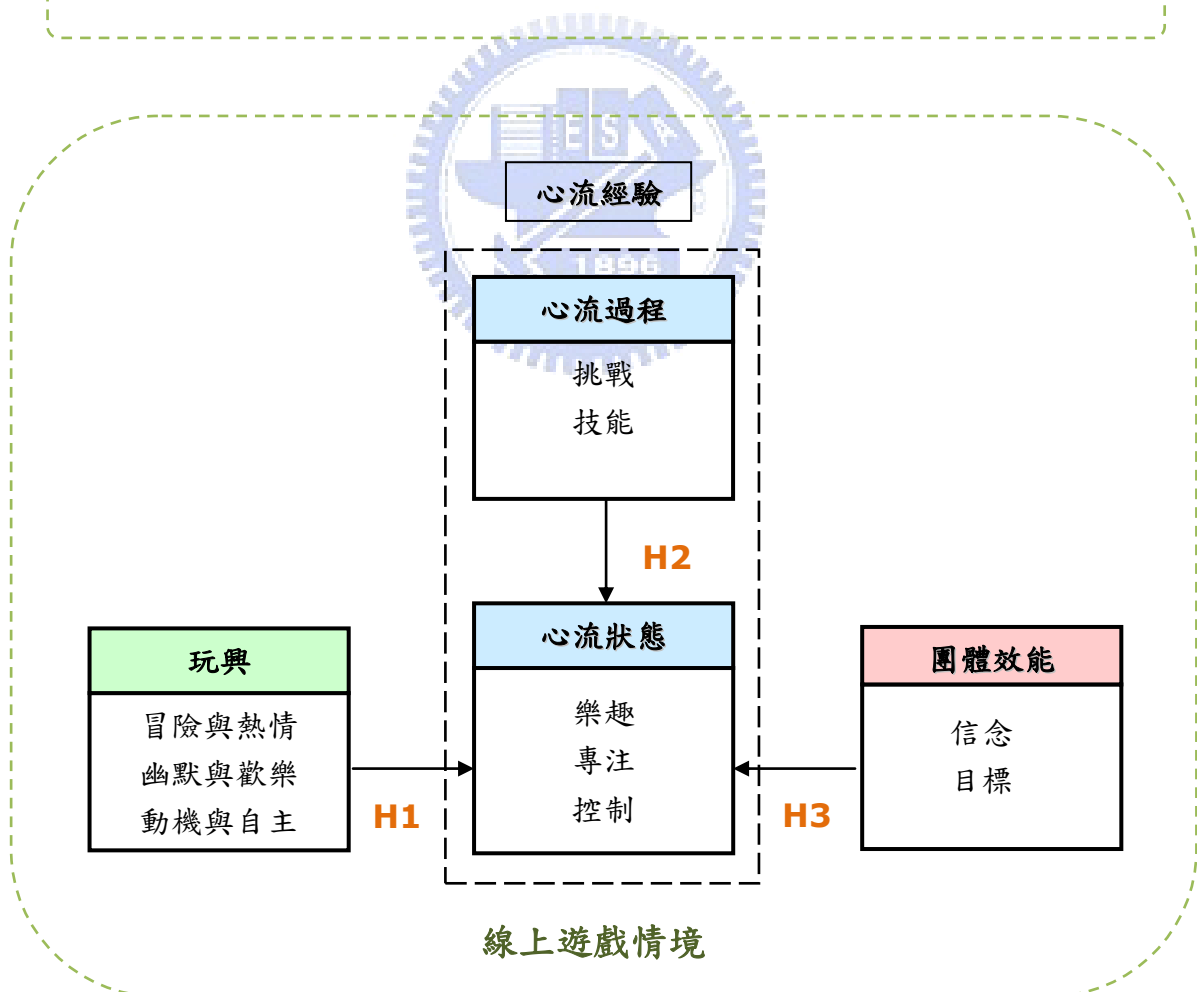 E S A
心流經驗
1896
心流過程
挑戰
技能
H2
心流狀態
樂趣
專注
控制
玩興
冒險與熱情
幽默與歡樂
動機與自主
H1
團體效能
信念
目標
H3
線上遊戲情境